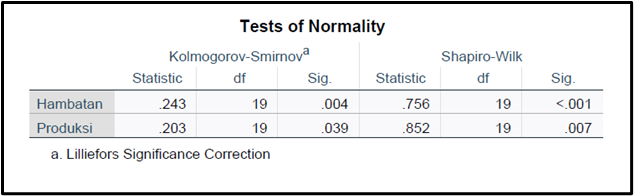 Tests of Normality
Kolmogorov-Smirnov^a Shapiro-Wilk
Statistic df Sig. Statistic df Sig.
Hambatan .243 19 .004 .756 19 <.001
Produksi .203 19 .039 .852 19 .007
a. Lilliefors Significance Correction